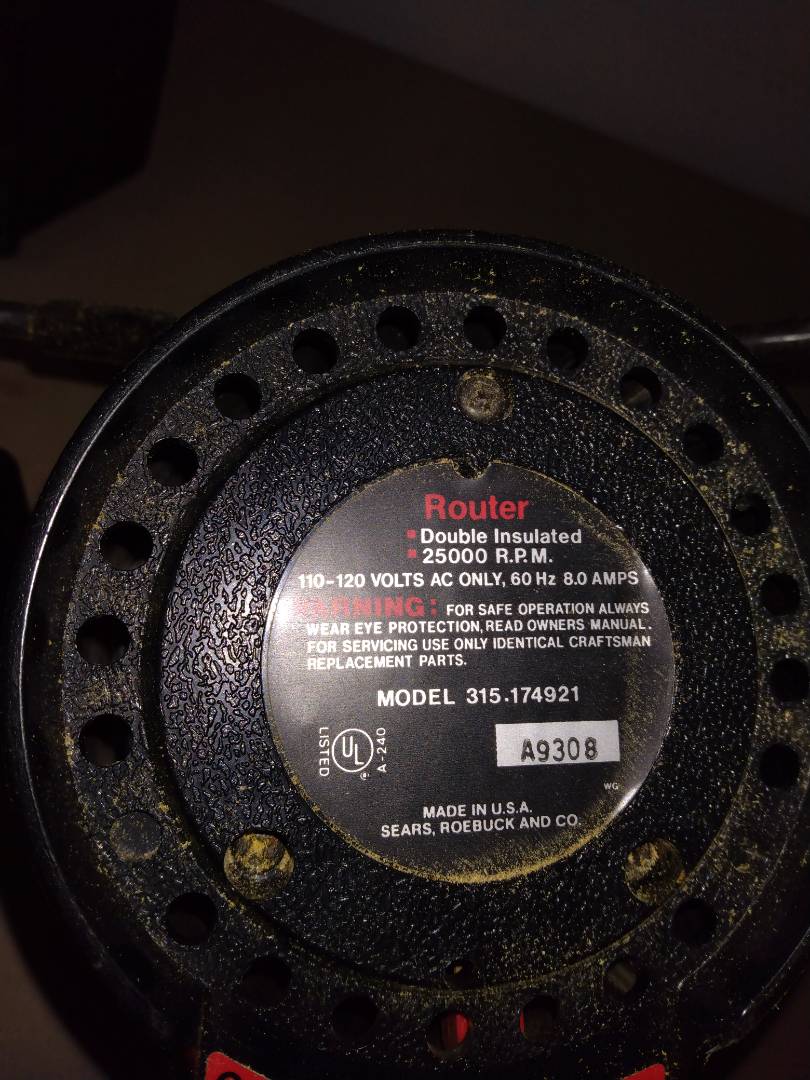 Router
Double Insulated
25000 R.P.M.
110-120 VOLTS AC ONLY, 60 Hz 8.0 AMPS
WARNING: FOR SAFE OPERATION ALWAYS
WEAR EYE PROTECTION, READ OWNERS MANUAL.
FOR SERVICING USE ONLY IDENTICAL CRAFTSMAN
REPLACEMENT PARTS.
MODEL 315.174921
LISTED
UL
®
A-240
A9308
WG
MADE IN U.S.A.
SEARS, ROEBUCK AND CO.